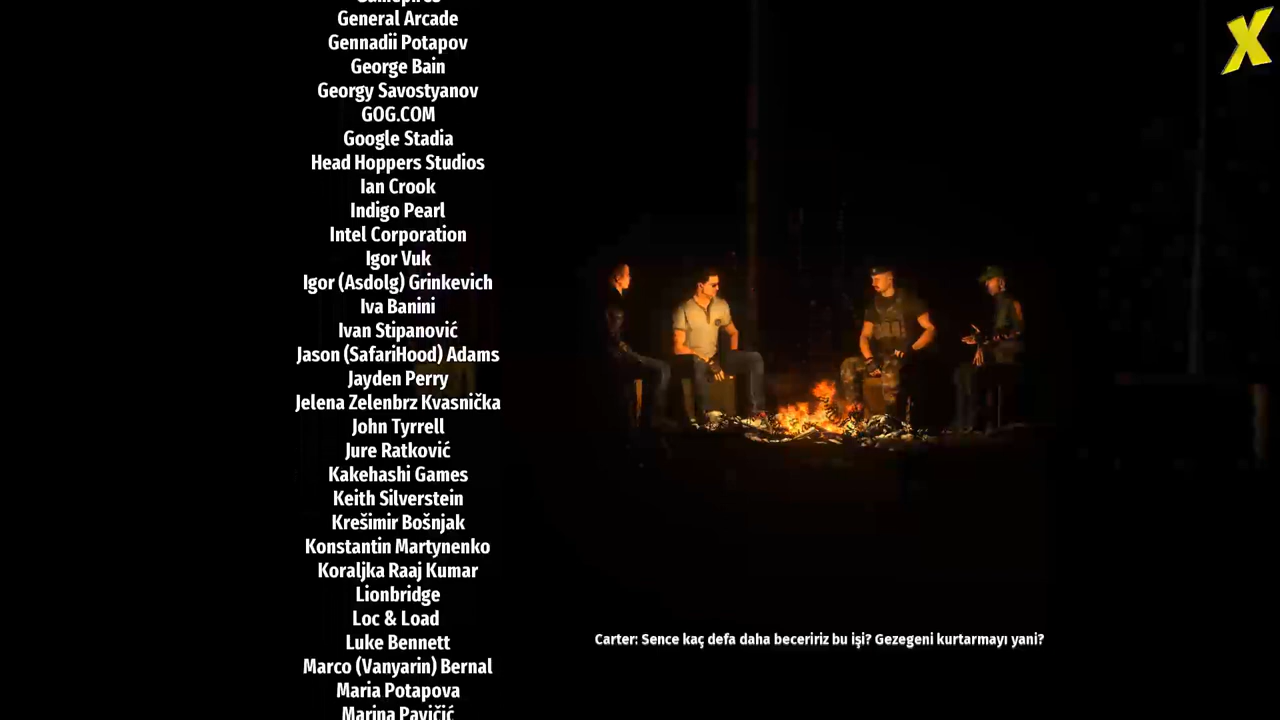 General Arcade
Gennadii Potapov
George Bain
Georgy Savostyanov
GOG.COM
Google Stadia
Head Hoppers Studios
Ian Crook
Indigo Pearl
Intel Corporation
Igor Vuk
Igor (Asdolg) Grinkevich
Iva Banini
Ivan Stipanović
Jason (SafariHood) Adams
Jayden Perry
Jelena Zelenbrz Kvasnička
John Tyrrell
Jure Ratković
Kakehashi Games
Keith Silverstein
Krešimir Bošnjak
Konstantin Martynenko
Koraljka Raaj Kumar
Lionbridge
Loc & Load
Luke Bennett
Marco (Vanyarin) Bernal
Maria Potapova
Marina Pavičić
X
Carter: Sence kaç defa daha beceririz bu işi? Gezegeni kurtarmayı yani?